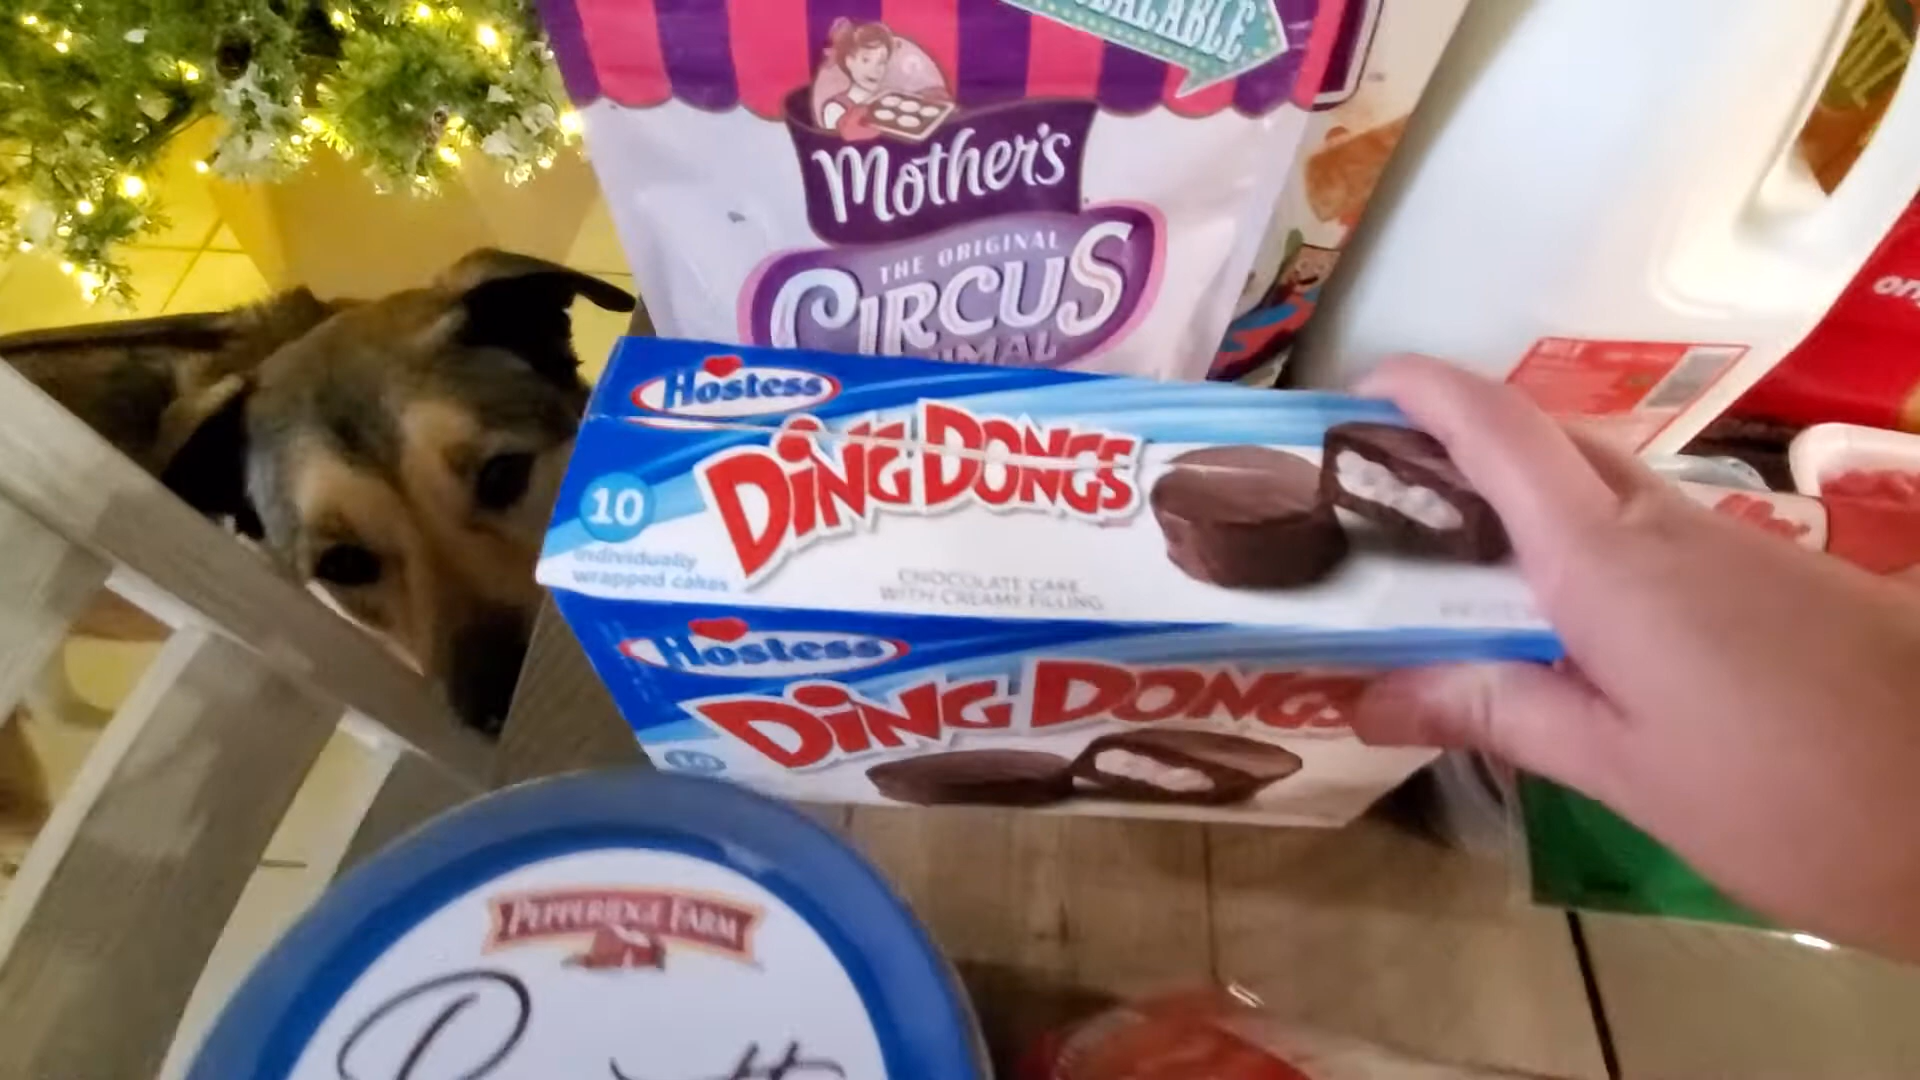 Mother's
THE ORIGINAL
CIRCUS
Hostess
DING DONGS
10
individually
wrapped cakes
CHOCOLATE CAKE
WITH CREAMY FILLING
Hostess
DING DONGS
10
PEPPERIDGE FARM